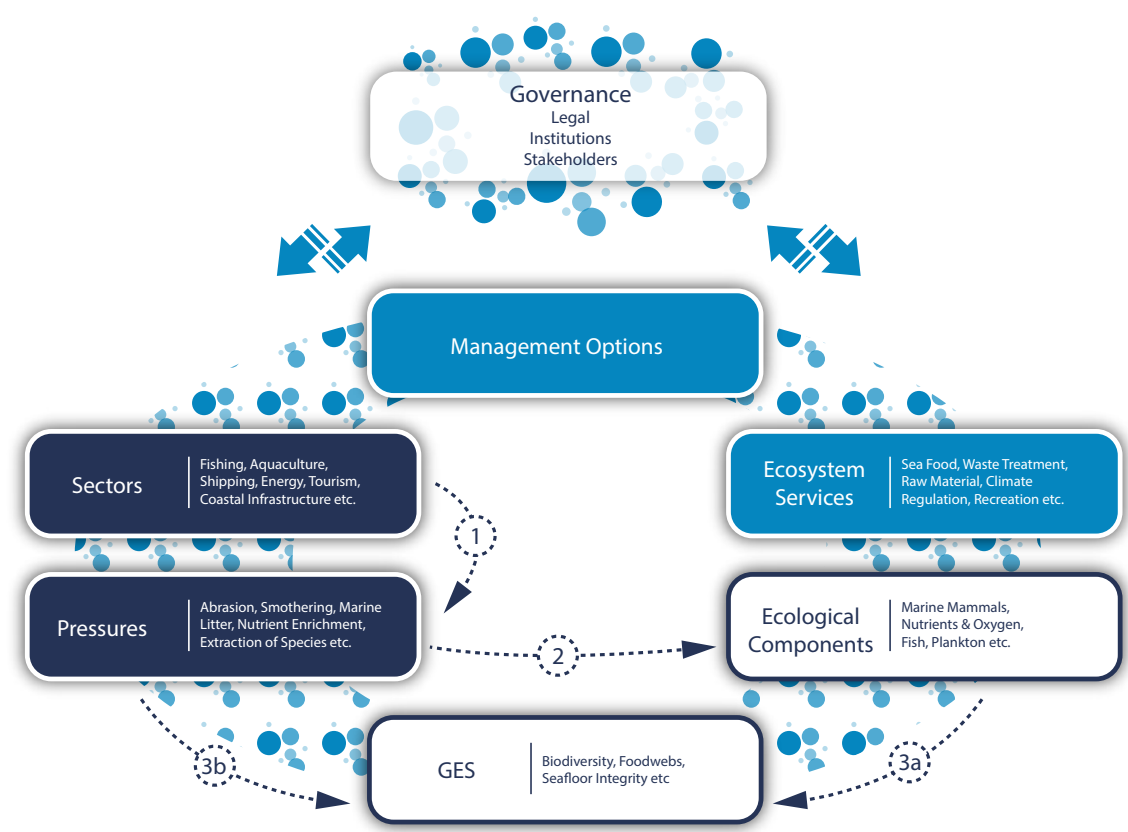 Governance
Legal
Institutions
Stakeholders
Management Options
Sectors
Fishing, Aquaculture,
Shipping, Energy, Tourism,
Coastal Infrastructure etc.
Ecosystem
Services
Sea Food, Waste Treatment,
Raw Material, Climate
Regulation, Recreation etc.
1
Pressures
Abrasion, Smothering, Marine
Litter, Nutrient Enrichment,
Extraction of Species etc.
2
Ecological
Components
Marine Mammals,
Nutrients & Oxygen,
Fish, Plankton etc.
3b
GES
Biodiversity, Foodwebs,
Seafloor Integrity etc
3a